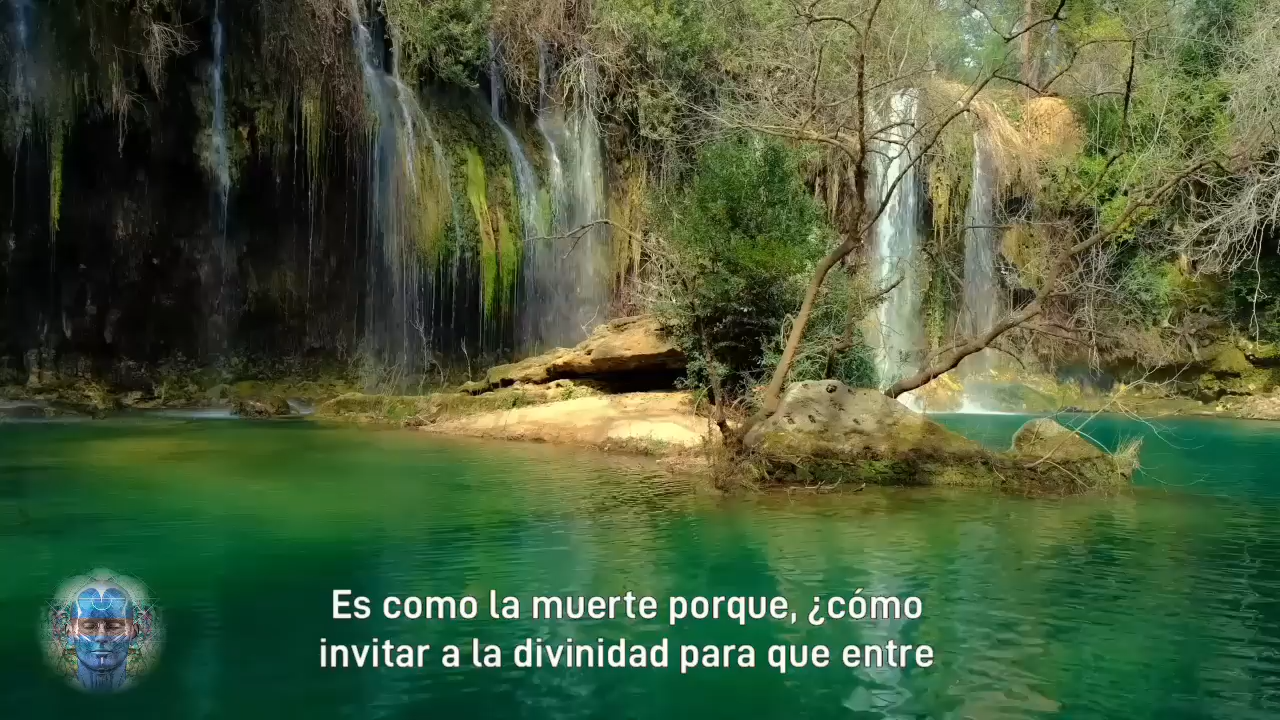 Es como la muerte porque, ¿cómo
invitar a la divinidad para que entre